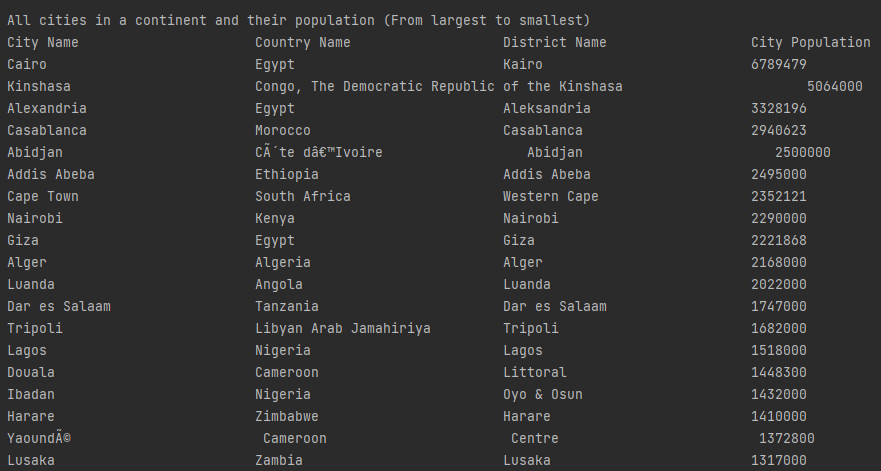 All cities in a continent and their population (From largest to smallest)
City Name                      Country Name                   District Name                  City Population
Cairo                          Egypt                          Kairo                          6789479
Kinshasa                       Congo, The Democratic Republic of the Kinshasa                       5064000
Alexandria                     Egypt                          Aleksandria                    3328196
Casablanca                     Morocco                        Casablanca                     2940623
Abidjan                        CÃ´te dâ€™Ivoire                  Abidjan                        2500000
Addis Abeba                    Ethiopia                       Addis Abeba                    2495000
Cape Town                      South Africa                   Western Cape                   2352121
Nairobi                        Kenya                          Nairobi                        2290000
Giza                           Egypt                          Giza                           2221868
Alger                          Algeria                        Alger                          2168000
Luanda                         Angola                         Luanda                         2022000
Dar es Salaam                  Tanzania                       Dar es Salaam                  1747000
Tripoli                        Libyan Arab Jamahiriya         Tripoli                        1682000
Lagos                          Nigeria                        Lagos                          1518000
Douala                         Cameroon                       Littoral                       1448300
Ibadan                         Nigeria                        Oyo & Osun                     1432000
Harare                         Zimbabwe                       Harare                         1410000
YaoundÃ©                        Cameroon                       Centre                         1372800
Lusaka                         Zambia                         Lusaka                         1317000